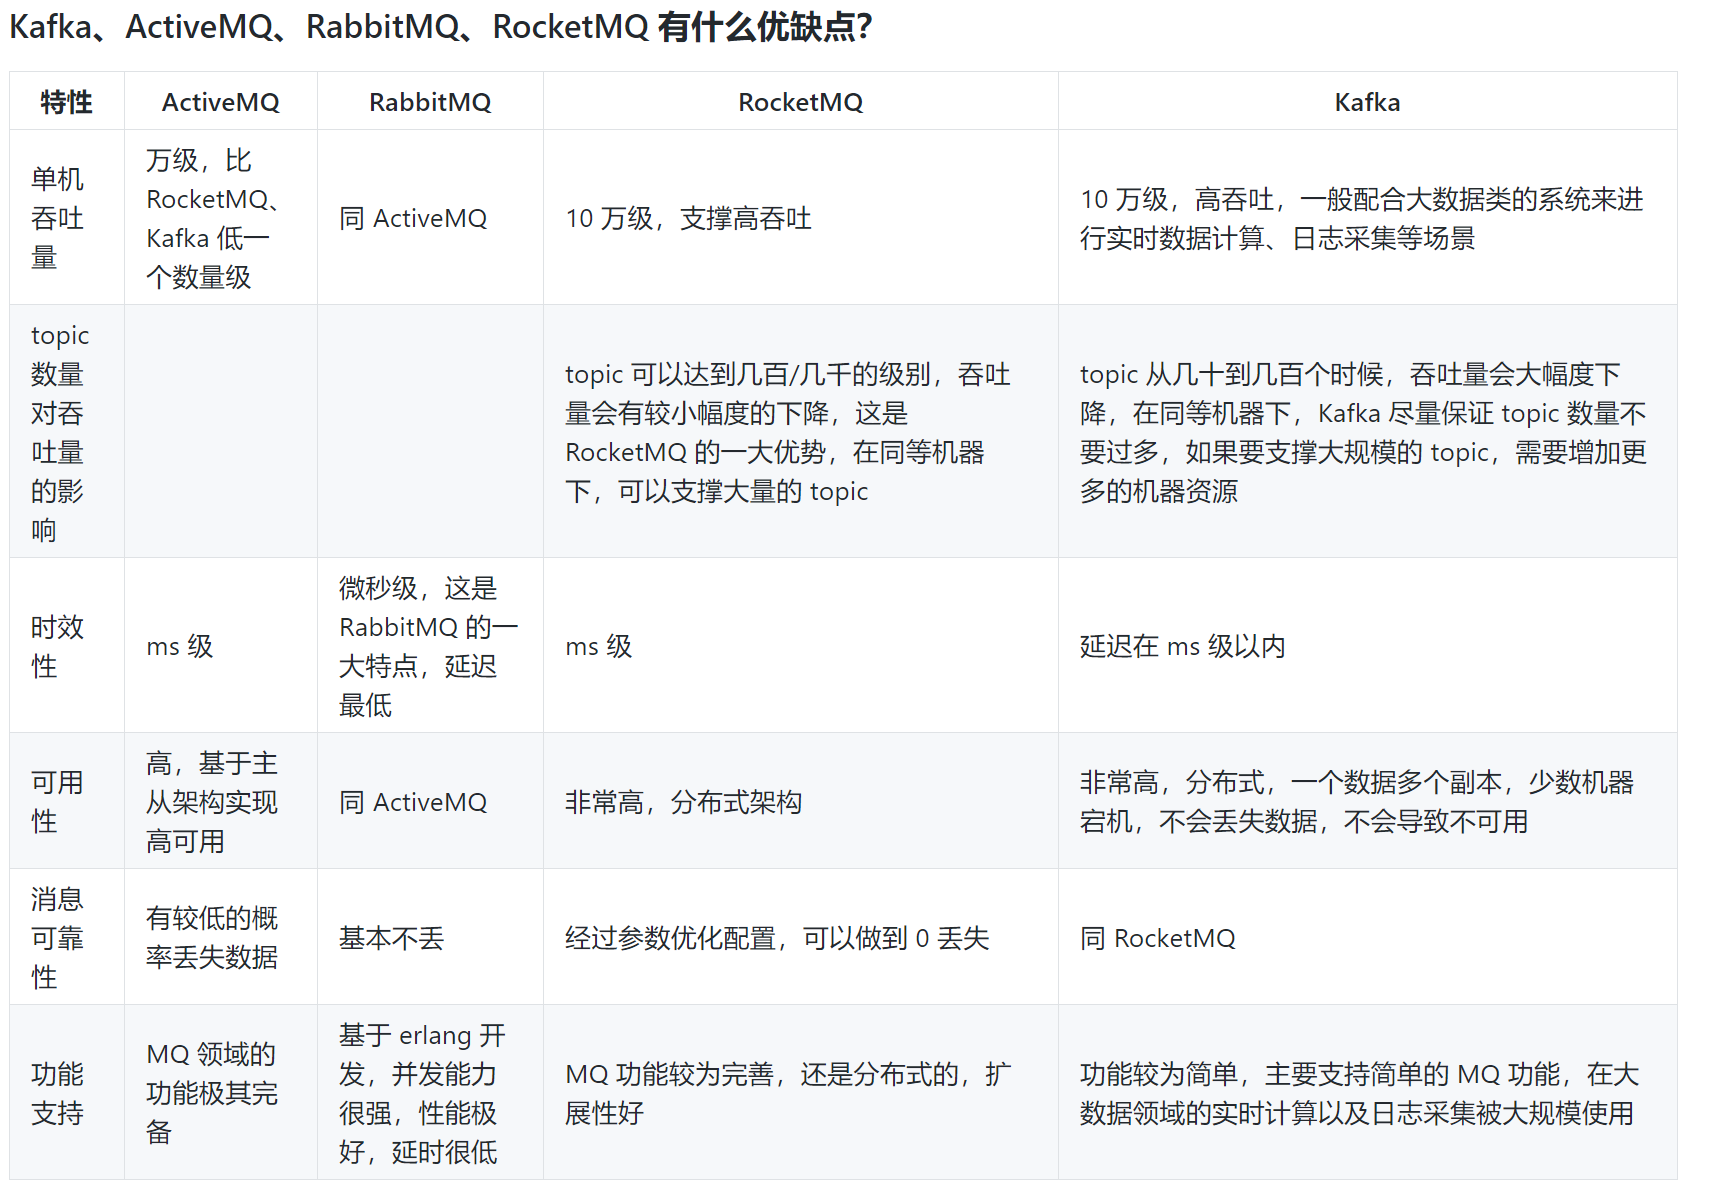 Kafka、ActiveMQ、RabbitMQ、RocketMQ 有什么优缺点？
特性
ActiveMQ
RabbitMQ
RocketMQ
Kafka
单机
吞吐
量
万级，比
RocketMQ、
Kafka 低一
个数量级
同 ActiveMQ
10 万级，支撑高吞吐
10 万级，高吞吐，一般配合大数据类的系统来进
行实时数据计算、日志采集等场景
topic
数量
对吞
吐量
的影
响
topic 可以达到几百/几千的级别，吞吐
量会有较小幅度的下降，这是
RocketMQ 的一大优势，在同等机器
下，可以支撑大量的 topic
topic 从几十到几百个时候，吞吐量会大幅度下
降，在同等机器下，Kafka 尽量保证 topic 数量不
要过多，如果要支撑大规模的 topic，需要增加更
多的机器资源
时效
性
ms 级
微秒级，这是
RabbitMQ 的一
大特点，延迟
最低
ms 级
延迟在 ms 级以内
可用
性
高，基于主
从架构实现
高可用
同 ActiveMQ
非常高，分布式架构
非常高，分布式，一个数据多个副本，少数机器
宕机，不会丢失数据，不会导致不可用
消息
可靠
性
有较低的概
率丢失数据
基本不丢
经过参数优化配置，可以做到 0 丢失
同 RocketMQ
功能
支持
MQ 领域的
功能极其完
备
基于 erlang 开
发，并发能力
很强，性能极
好，延时很低
MQ 功能较为完善，还是分布式的，扩
展性好
功能较为简单，主要支持简单的 MQ 功能，在大
数据领域的实时计算以及日志采集被大规模使用